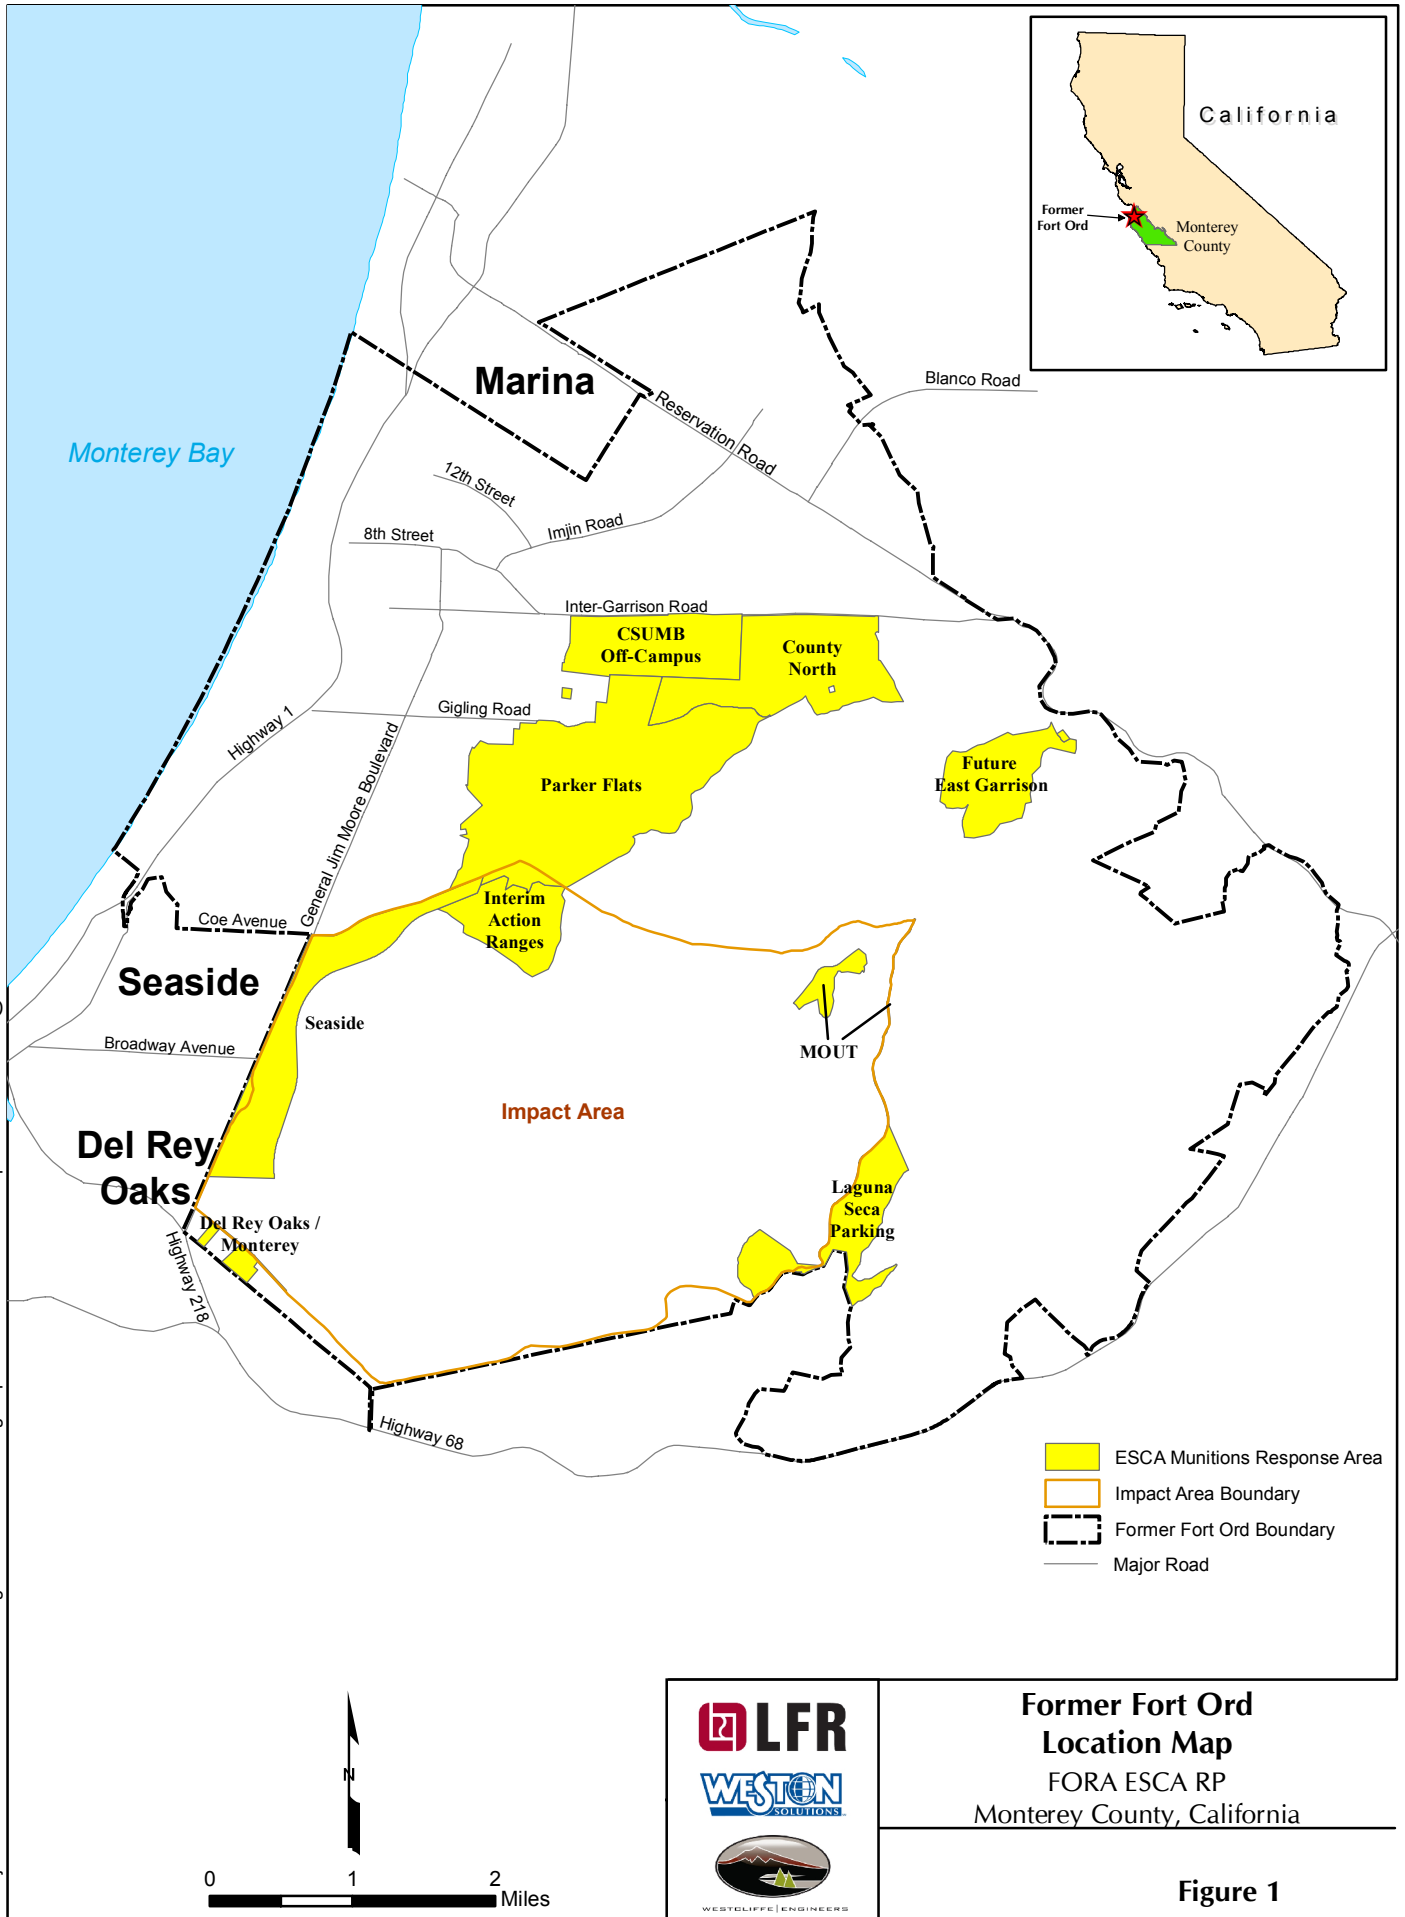 California
Former
Fort Ord
Monterey
County
Marina
Blanco Road
Reservation Road
Monterey Bay
12th Street
Imjin Road
8th Street
Inter-Garrison Road
CSUMB
Off-Campus
County
North
Gigling Road
Highway 1
General Jim Moore Boulevard
Parker Flats
Future
East Garrison
Interim
Action
Ranges
Coe Avenue
Seaside
Seaside
MOUT
Broadway Avenue
Impact Area
Del Rey
Oaks
Laguna
Seca
Parking
Del Rey Oaks /
Monterey
Highway 218
Highway 68
ESCA Munitions Response Area
Impact Area Boundary
Former Fort Ord Boundary
Major Road
N
0 1 2
Miles
LFR
WESTON
SOLUTIONS
WESTCLIFFE | ENGINEERS
Former Fort Ord
Location Map
FORA ESCA RP
Monterey County, California
Figure 1